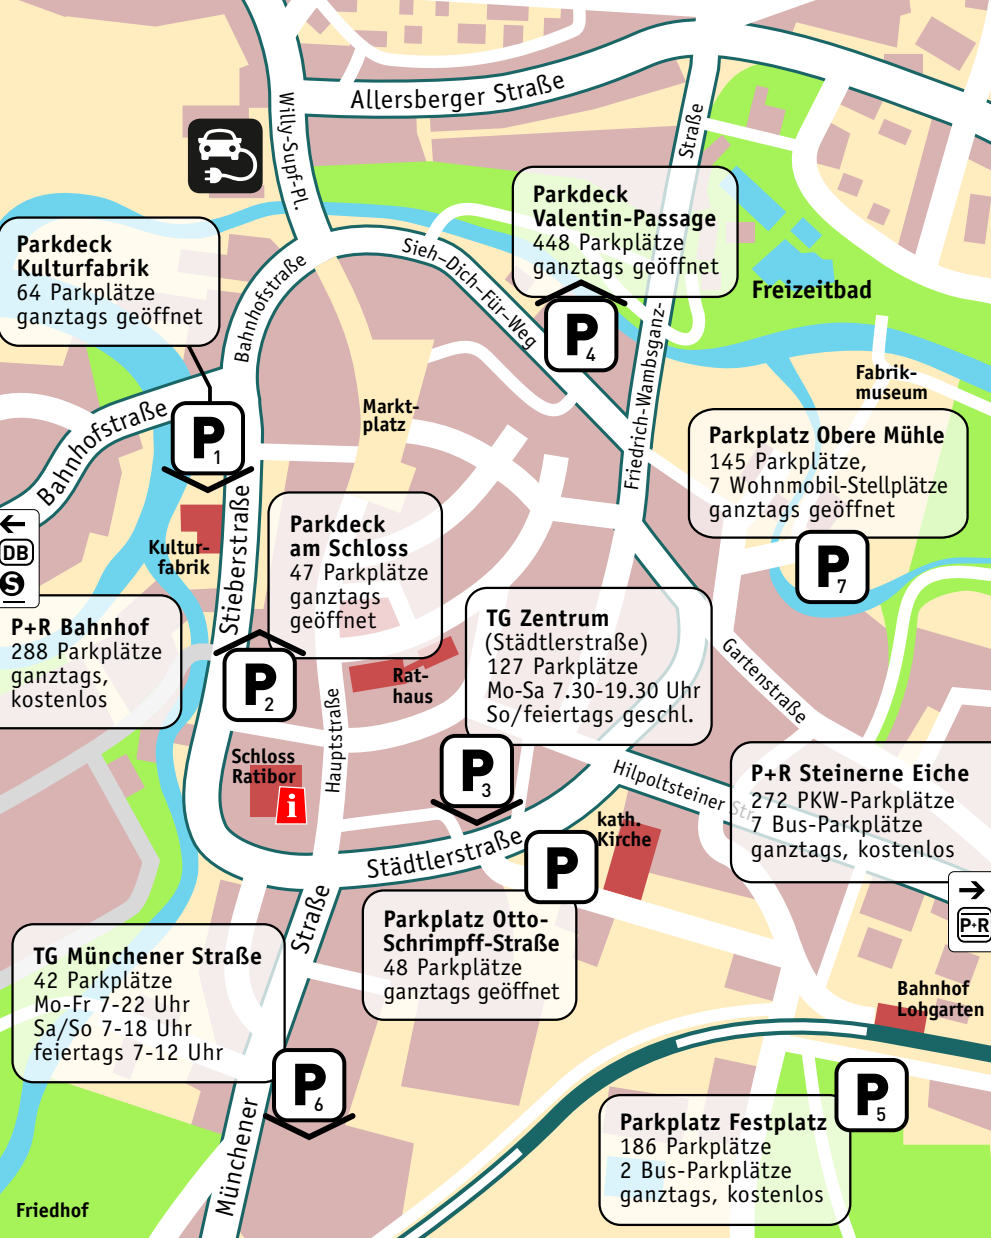 Allersberger Straße
Willy-Supf-Pl.
Straße
Parkdeck
Valentin-Passage
448 Parkplätze
ganztags geöffnet
P
4
Parkdeck
Kulturfabrik
64 Parkplätze
ganztags geöffnet
Bahnhofstraße
Sieh-Dich-Für-Weg
Freizeitbad
Friedrich-Wambsganz-
Fabrik-
museum
Markt-
platz
Bahnhofstraße
P
1
Parkplatz Obere Mühle
145 Parkplätze,
7 Wohnmobil-Stellplätze
ganztags geöffnet
P
7
DB
S
Kultur-
fabrik
Stieberstraße
Parkdeck
am Schloss
47 Parkplätze
ganztags
geöffnet
P
2
P+R Bahnhof
288 Parkplätze
ganztags,
kostenlos
TG Zentrum
(Städtlerstraße)
127 Parkplätze
Mo-Sa 7.30-19.30 Uhr
So/feiertags geschl.
P
3
Rat-
haus
Hauptstraße
Gartenstraße
Schloss
Ratibor
i
Hilpoltsteiner Str.
P+R Steinerne Eiche
272 PKW-Parkplätze
7 Bus-Parkplätze
ganztags, kostenlos
P+R
kath.
Kirche
Städtlerstraße
P
Parkplatz Otto-
Schrimpff-Straße
48 Parkplätze
ganztags geöffnet
Straße
TG Münchener Straße
42 Parkplätze
Mo-Fr 7-22 Uhr
Sa/So 7-18 Uhr
feiertags 7-12 Uhr
P
6
Bahnhof
Lohgarten
P
5
Parkplatz Festplatz
186 Parkplätze
2 Bus-Parkplätze
ganztags, kostenlos
Münchener
Friedhof